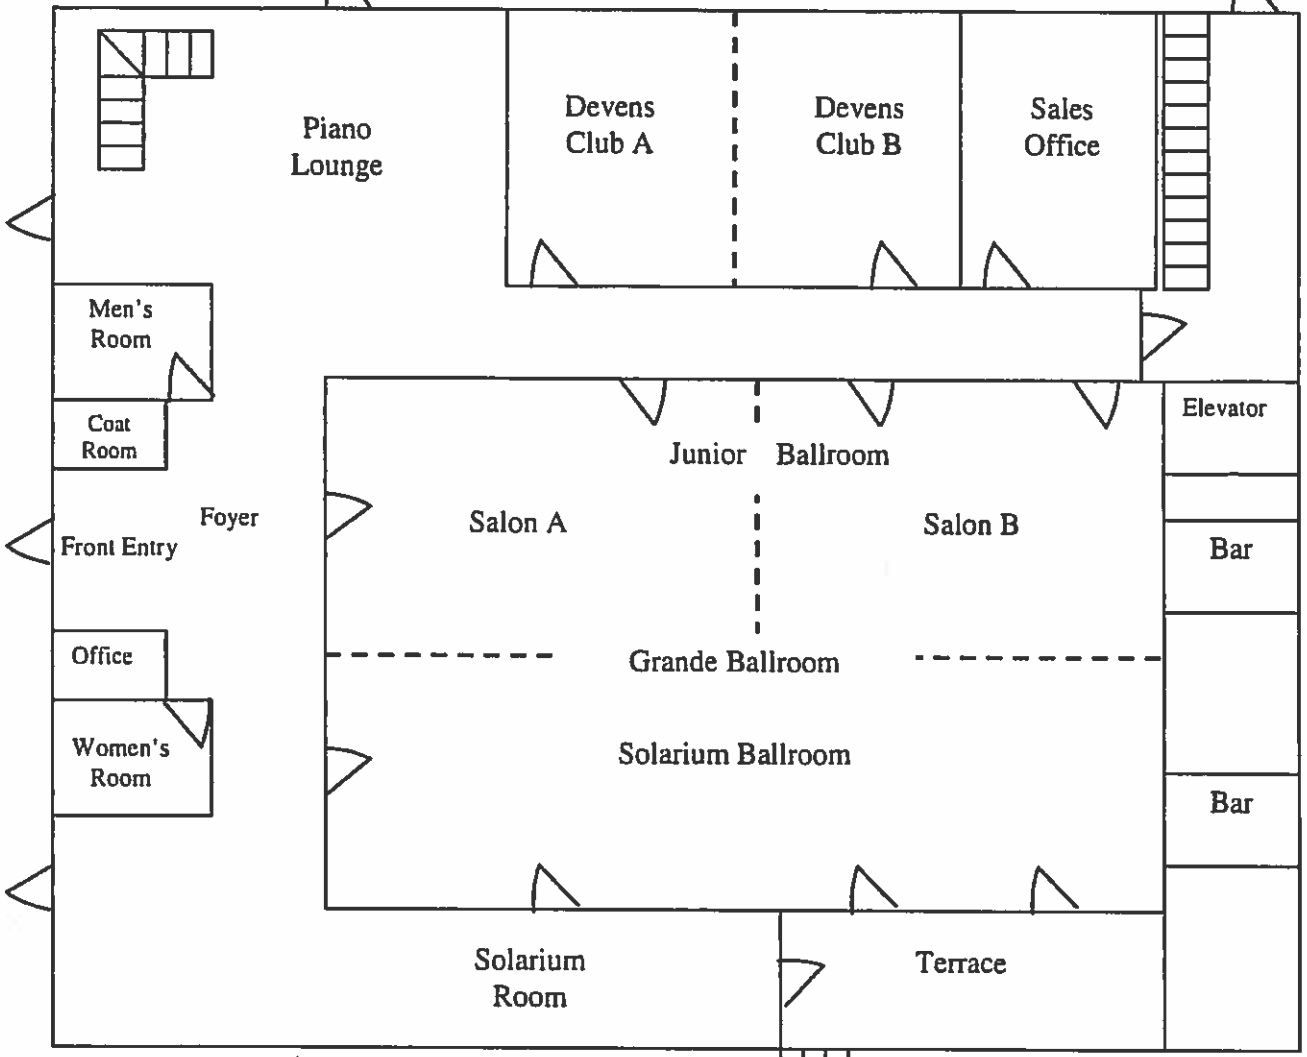 Piano
Lounge
Devens
Club A
Devens
Club B
Sales
Office
Men's
Room
Coat
Room
Elevator
Junior Ballroom
Foyer
Salon A
Salon B
Front Entry
Bar
Office
Grande Ballroom
Women's
Room
Solarium Ballroom
Bar
Solarium
Room
Terrace